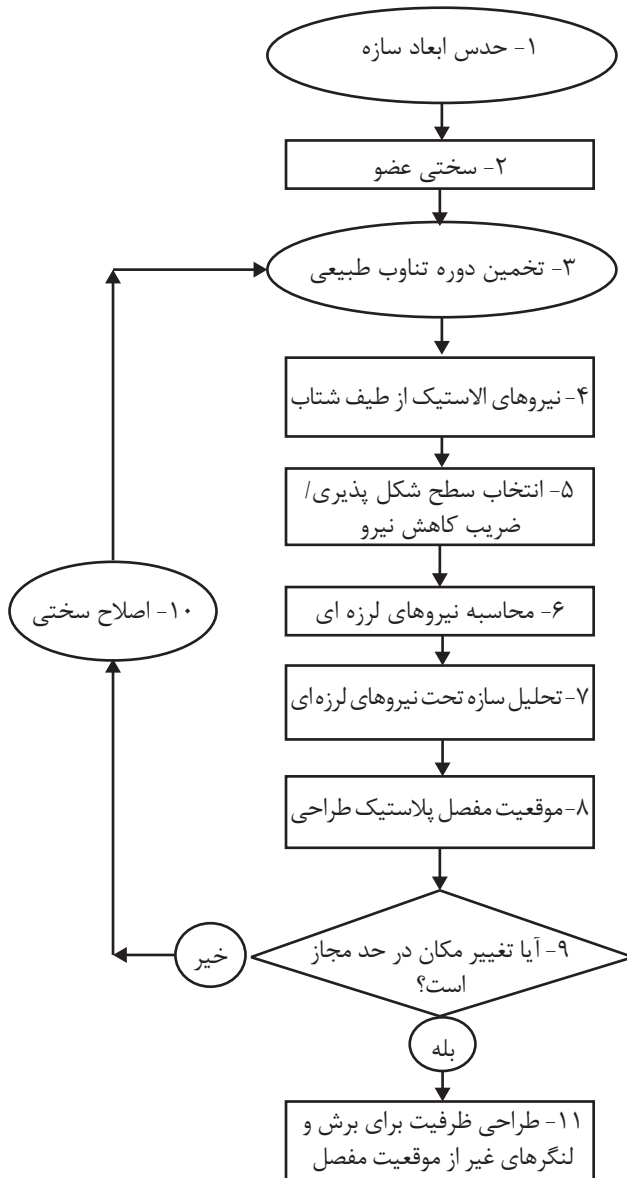 ۱- حدس ابعاد سازه
۲- سختی عضو
۳- تخمین دوره تناوب طبیعی
۴- نیروهای الاستیک از طیف شتاب
۵- انتخاب سطح شکل پذیری/
ضریب کاهش نیرو
۶- محاسبه نیروهای لرزه ای
۷- تحلیل سازه تحت نیروهای لرزه ای
۸- موقعیت مفصل پلاستیک طراحی
۹- آیا تغییر مکان در حد مجاز
است؟
خیر
۱۰- اصلاح سختی
بله
۱۱- طراحی ظرفیت برای برش و
لنگرهای غیر از موقعیت مفصل